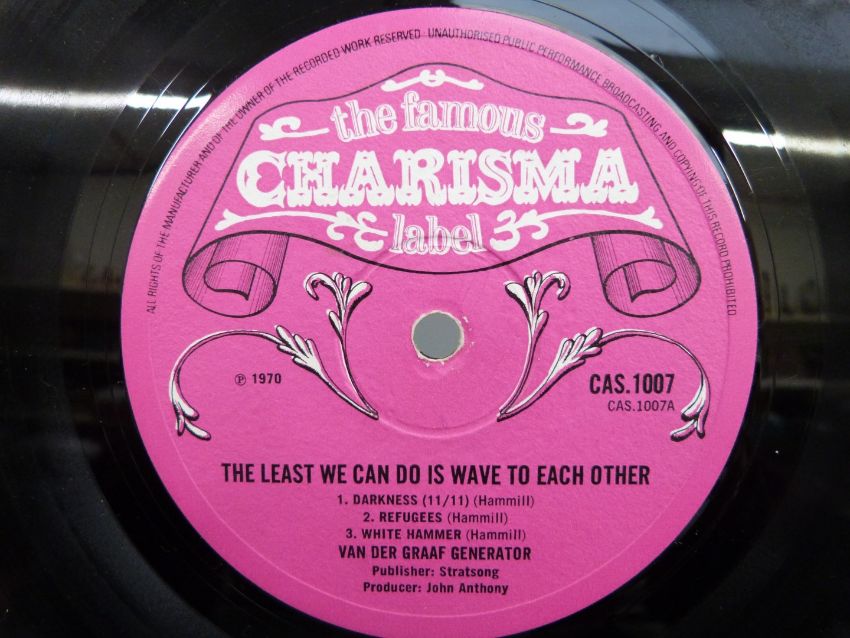 ALL RIGHTS OF THE MANUFACTURER AND OF THE OWNER OF THE RECORDED WORK RESERVED UNAUTHORISED PUBLIC PERFORMANCE BROADCASTING AND COPYING OF THIS RECORD PROHIBITED
the famous
CHARISMA
label
℗ 1970
CAS.1007
CAS.1007A
THE LEAST WE CAN DO IS WAVE TO EACH OTHER
1. DARKNESS (11/11) (Hammill)
2. REFUGEES (Hammill)
3. WHITE HAMMER (Hammill)
VAN DER GRAAF GENERATOR
Publisher: Stratsong
Producer: John Anthony